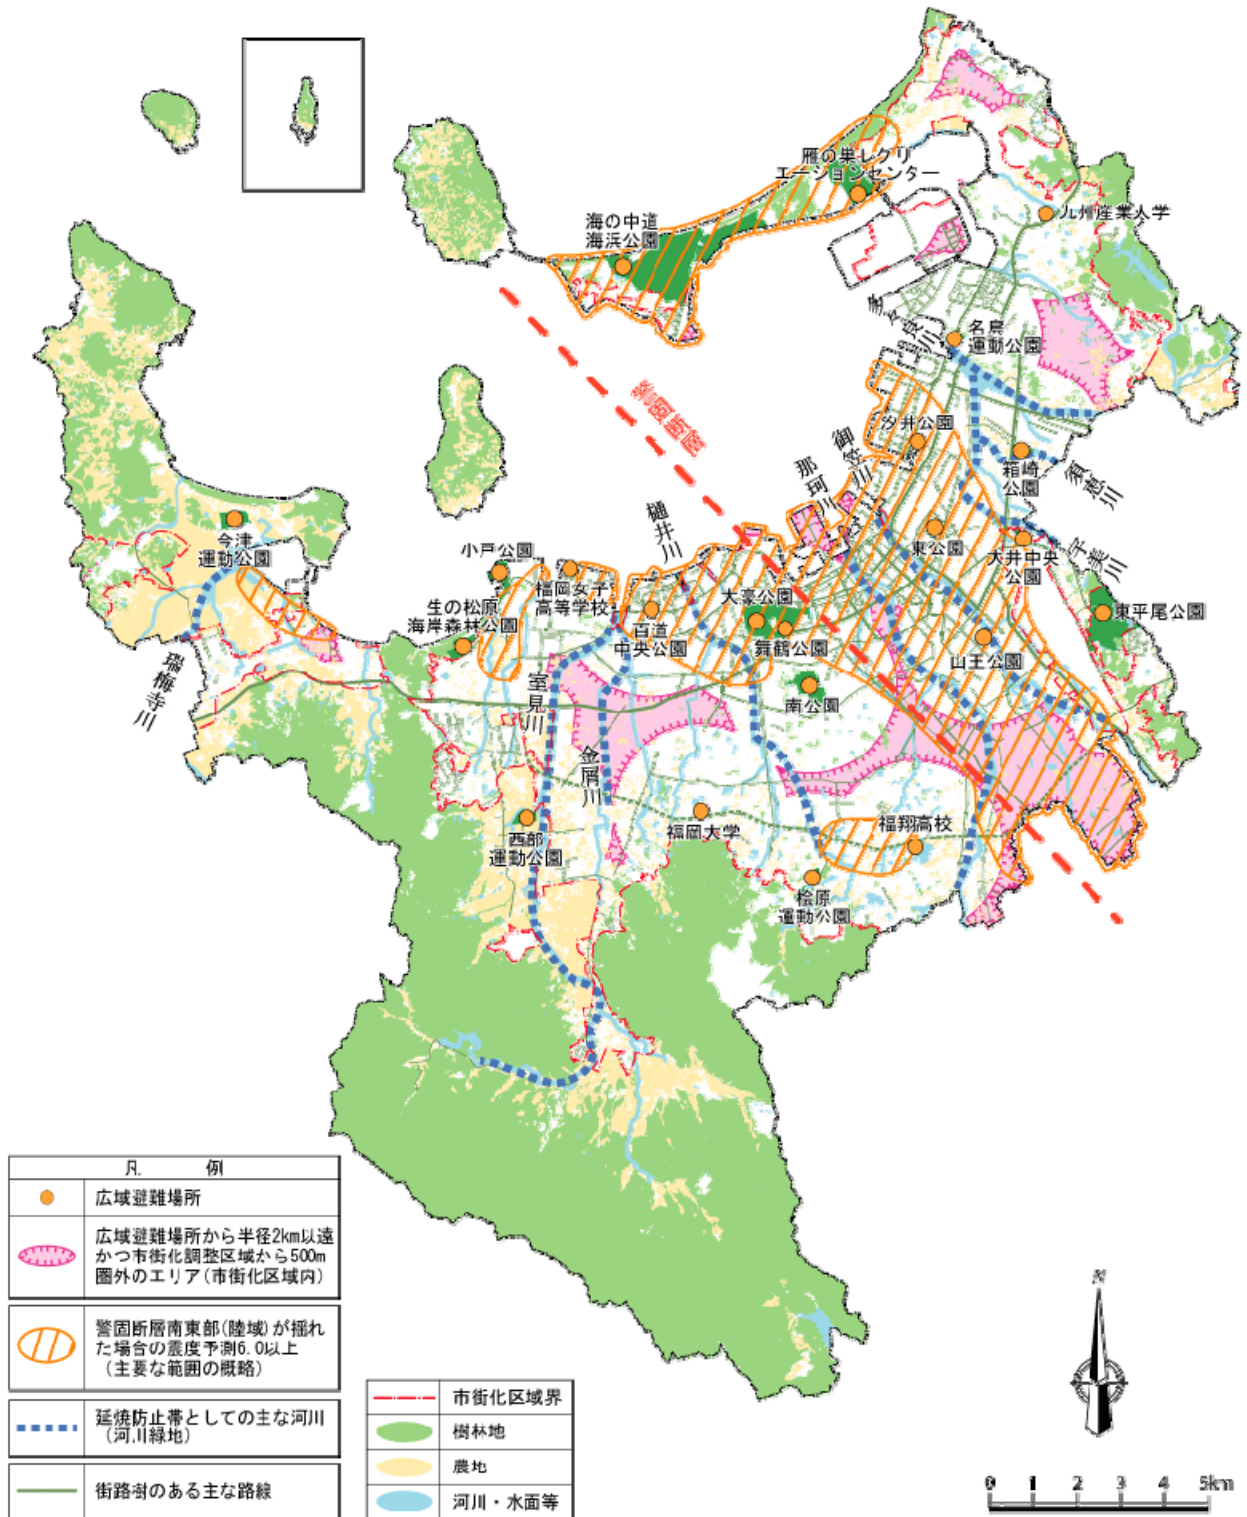 雁の巣レクリ
エーションセンター
海の中道
海浜公園
九州産業大学
多々良川
名島
運動公園
警固断層
汐井公園
御笠川
那珂川
箱崎
公園
須恵川
樋井川
今津
運動公園
小戸公園
福岡女子
高等学校
東公園
大井中央
公園
宇美川
生の松原
海岸森林公園
大濠公園
百道
中央公園
舞鶴公園
東平尾公園
山王公園
瑞梅寺川
室見川
南公園
金屑川
西部
運動公園
福岡大学
福翔高校
桧原
運動公園
凡 例
広域避難場所
広域避難場所から半径2km以遠
かつ市街化調整区域から500m
圏外のエリア(市街化区域内)
警固断層南東部(陸域)が揺れ
た場合の震度予測6.0以上
(主要な範囲の概略)
延焼防止帯としての主な河川
(河川緑地)
街路樹のある主な路線
市街化区域界
樹林地
農地
河川・水面等
N
0 1 2 3 4 5km